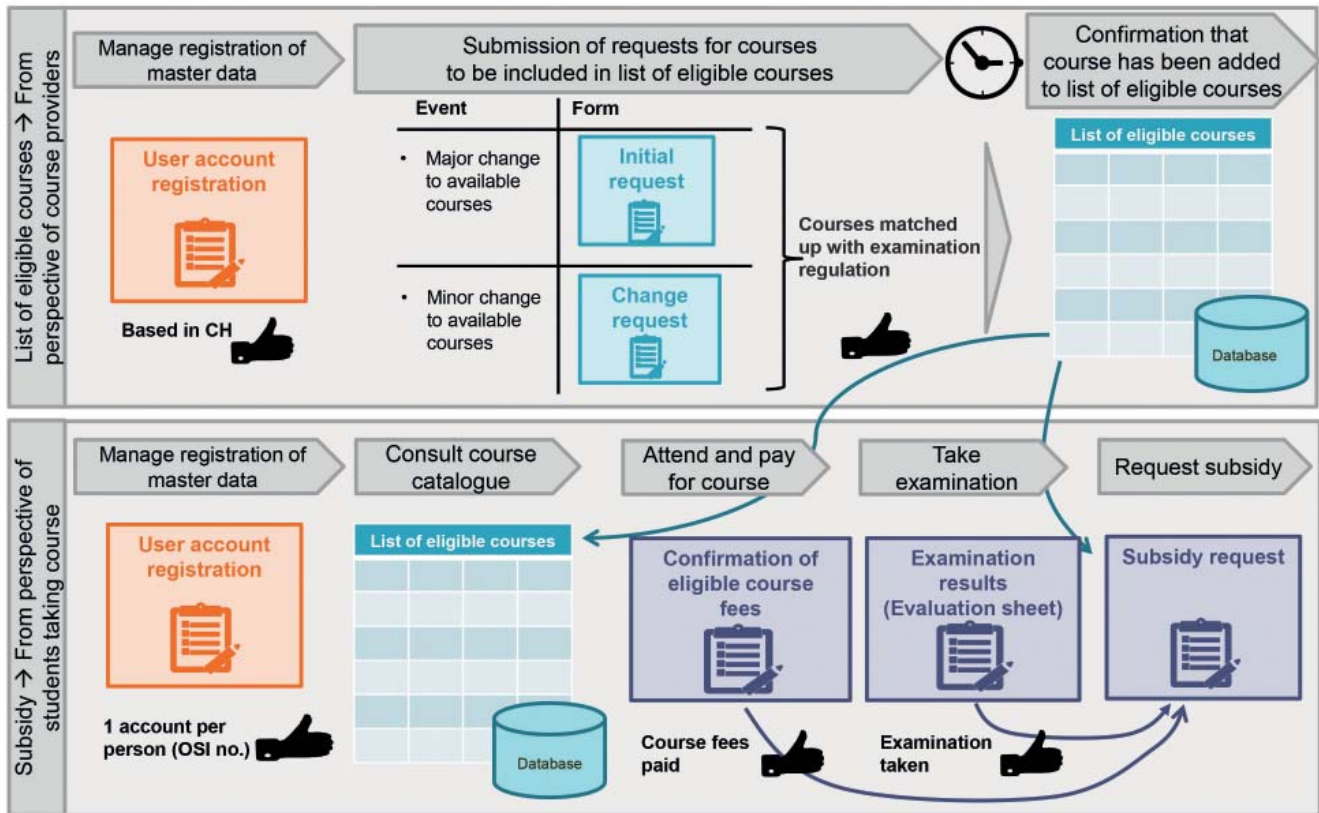 List of eligible courses → From
perspective of course providers
Manage registration of
master data
Submission of requests for courses
to be included in list of eligible courses
Confirmation that
course has been added
to list of eligible courses
User account
registration
Based in CH
Event
Form
• Major change
to available
courses
Initial
request
• Minor change
to available
courses
Change
request
Courses matched
up with examination
regulation
List of eligible courses
Database
Subsidy → From perspective of
students taking course
Manage registration of
master data
Consult course
catalogue
Attend and pay
for course
Take
examination
Request subsidy
User account
registration
1 account per
person (OSI no.)
List of eligible courses
Database
Confirmation of
eligible course
fees
Course fees
paid
Examination
results
(Evaluation sheet)
Examination
taken
Subsidy request